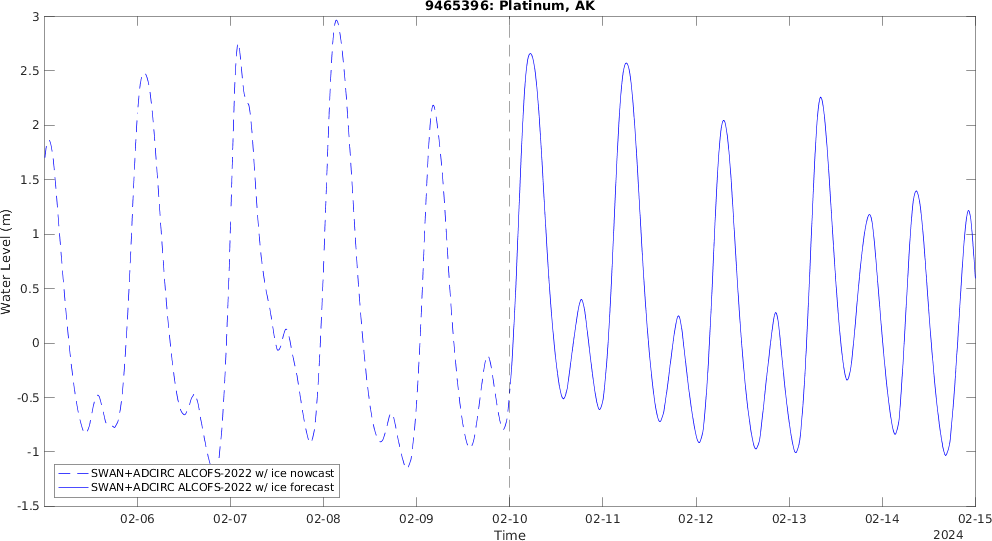 9465396: Platinum, AK
3
2.5
2
1.5
1
0.5
0
-0.5
-1
-1.5
Water Level (m)
SWAN+ADCIRC ALCOFS-2022 w/ ice nowcast
SWAN+ADCIRC ALCOFS-2022 w/ ice forecast
02-06 02-07 02-08 02-09 02-10 02-11 02-12 02-13 02-14 02-15
Time
2024